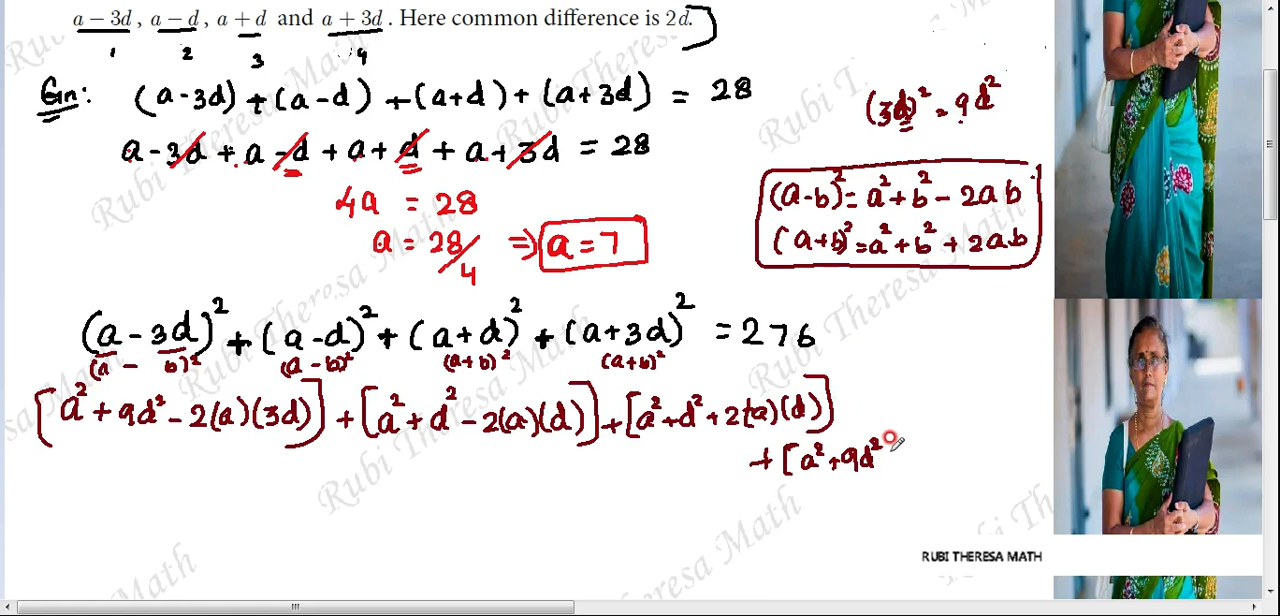 a − 3d, a − d, a + d and a + 3d. Here common difference is 2d.
1 2 3 4
Gn: (a-3d) + (a-d) + (a+d) + (a+3d) = 28
(3d)² = 9d²
a - 3d + a - d + a + d + a + 3d = 28
4a = 28
a = 28/4 ⇒ a = 7
(a-b)² = a² + b² - 2ab
(a+b)² = a² + b² + 2ab
(a - 3d)² + (a-d)² + (a+d)² + (a+3d)² = 276
(a - b)² (a-b)² (a+b)² (a+b)²
[a² + 9d² - 2(a)(3d)] + [a² + d² - 2(a)(d)] + [a² + d² + 2(a)(d)]
+ [a² + 9d²
RUBI THERESA MATH
Rubi Theresa Math